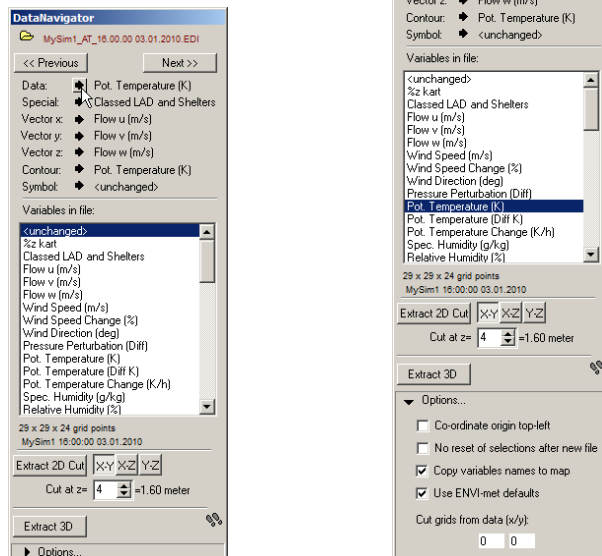 DataNavigator
MySim1_AT_16.00.00 03.01.2010.EDI
<< Previous Next >>
Data: Pot. Temperature (K)
Special: Classed LAD and Shelters
Vector x: Flow u (m/s)
Vector y: Flow v (m/s)
Vector z: Flow w (m/s)
Contour: Pot. Temperature (K)
Symbol: <unchanged>
Variables in file:
<unchanged>
%z kart
Classed LAD and Shelters
Flow u (m/s)
Flow v (m/s)
Flow w (m/s)
Wind Speed (m/s)
Wind Speed Change (%)
Wind Direction (deg)
Pressure Perturbation (Diff)
Pot. Temperature (K)
Pot. Temperature (Diff K)
Pot. Temperature Change (K/h)
Spec. Humidity (g/kg)
Relative Humidity (%)
29 x 29 x 24 grid points
MySim1 16:00:00 03.01.2010
Extract 2D Cut X-Y X-Z Y-Z
Cut at z= 4 =1.60 meter
Extract 3D
Options...
Vector z: Flow w (m/s)
Contour: Pot. Temperature (K)
Symbol: <unchanged>
Variables in file:
<unchanged>
%z kart
Classed LAD and Shelters
Flow u (m/s)
Flow v (m/s)
Flow w (m/s)
Wind Speed (m/s)
Wind Speed Change (%)
Wind Direction (deg)
Pressure Perturbation (Diff)
Pot. Temperature (K)
Pot. Temperature (Diff K)
Pot. Temperature Change (K/h)
Spec. Humidity (g/kg)
Relative Humidity (%)
29 x 29 x 24 grid points
MySim1 16:00:00 03.01.2010
Extract 2D Cut X-Y X-Z Y-Z
Cut at z= 4 =1.60 meter
Extract 3D
Options...
Co-ordinate origin top-left
No reset of selections after new file
Copy variables names to map
Use ENVI-met defaults
Cut grids from data (x/y):
0 0